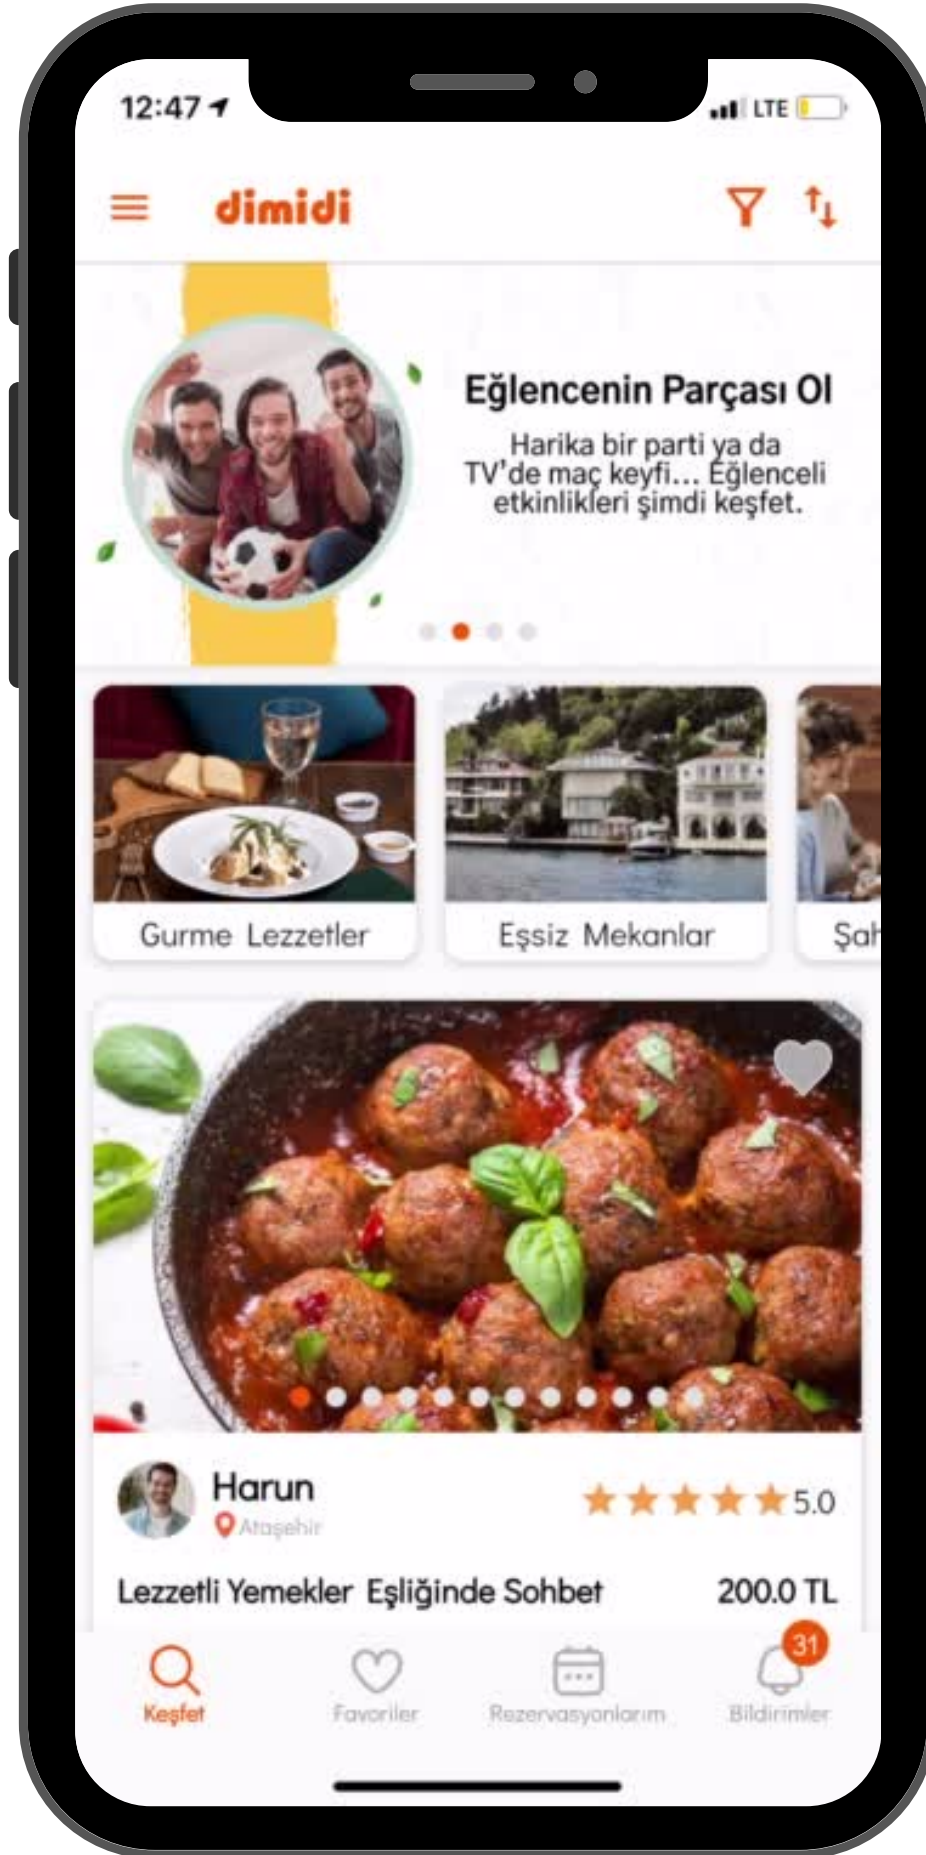 12:47
LTE
dimidi
Eğlencenin Parçası Ol
Harika bir parti ya da
TV'de maç keyfi... Eğlenceli
etkinlikleri şimdi keşfet.
Gurme Lezzetler
Eşsiz Mekanlar
Şah
Harun
Ataşehir
5.0
Lezzetli Yemekler Eşliğinde Sohbet
200.0 TL
31
Keşfet
Favoriler
Rezervasyonlarım
Bildirimler